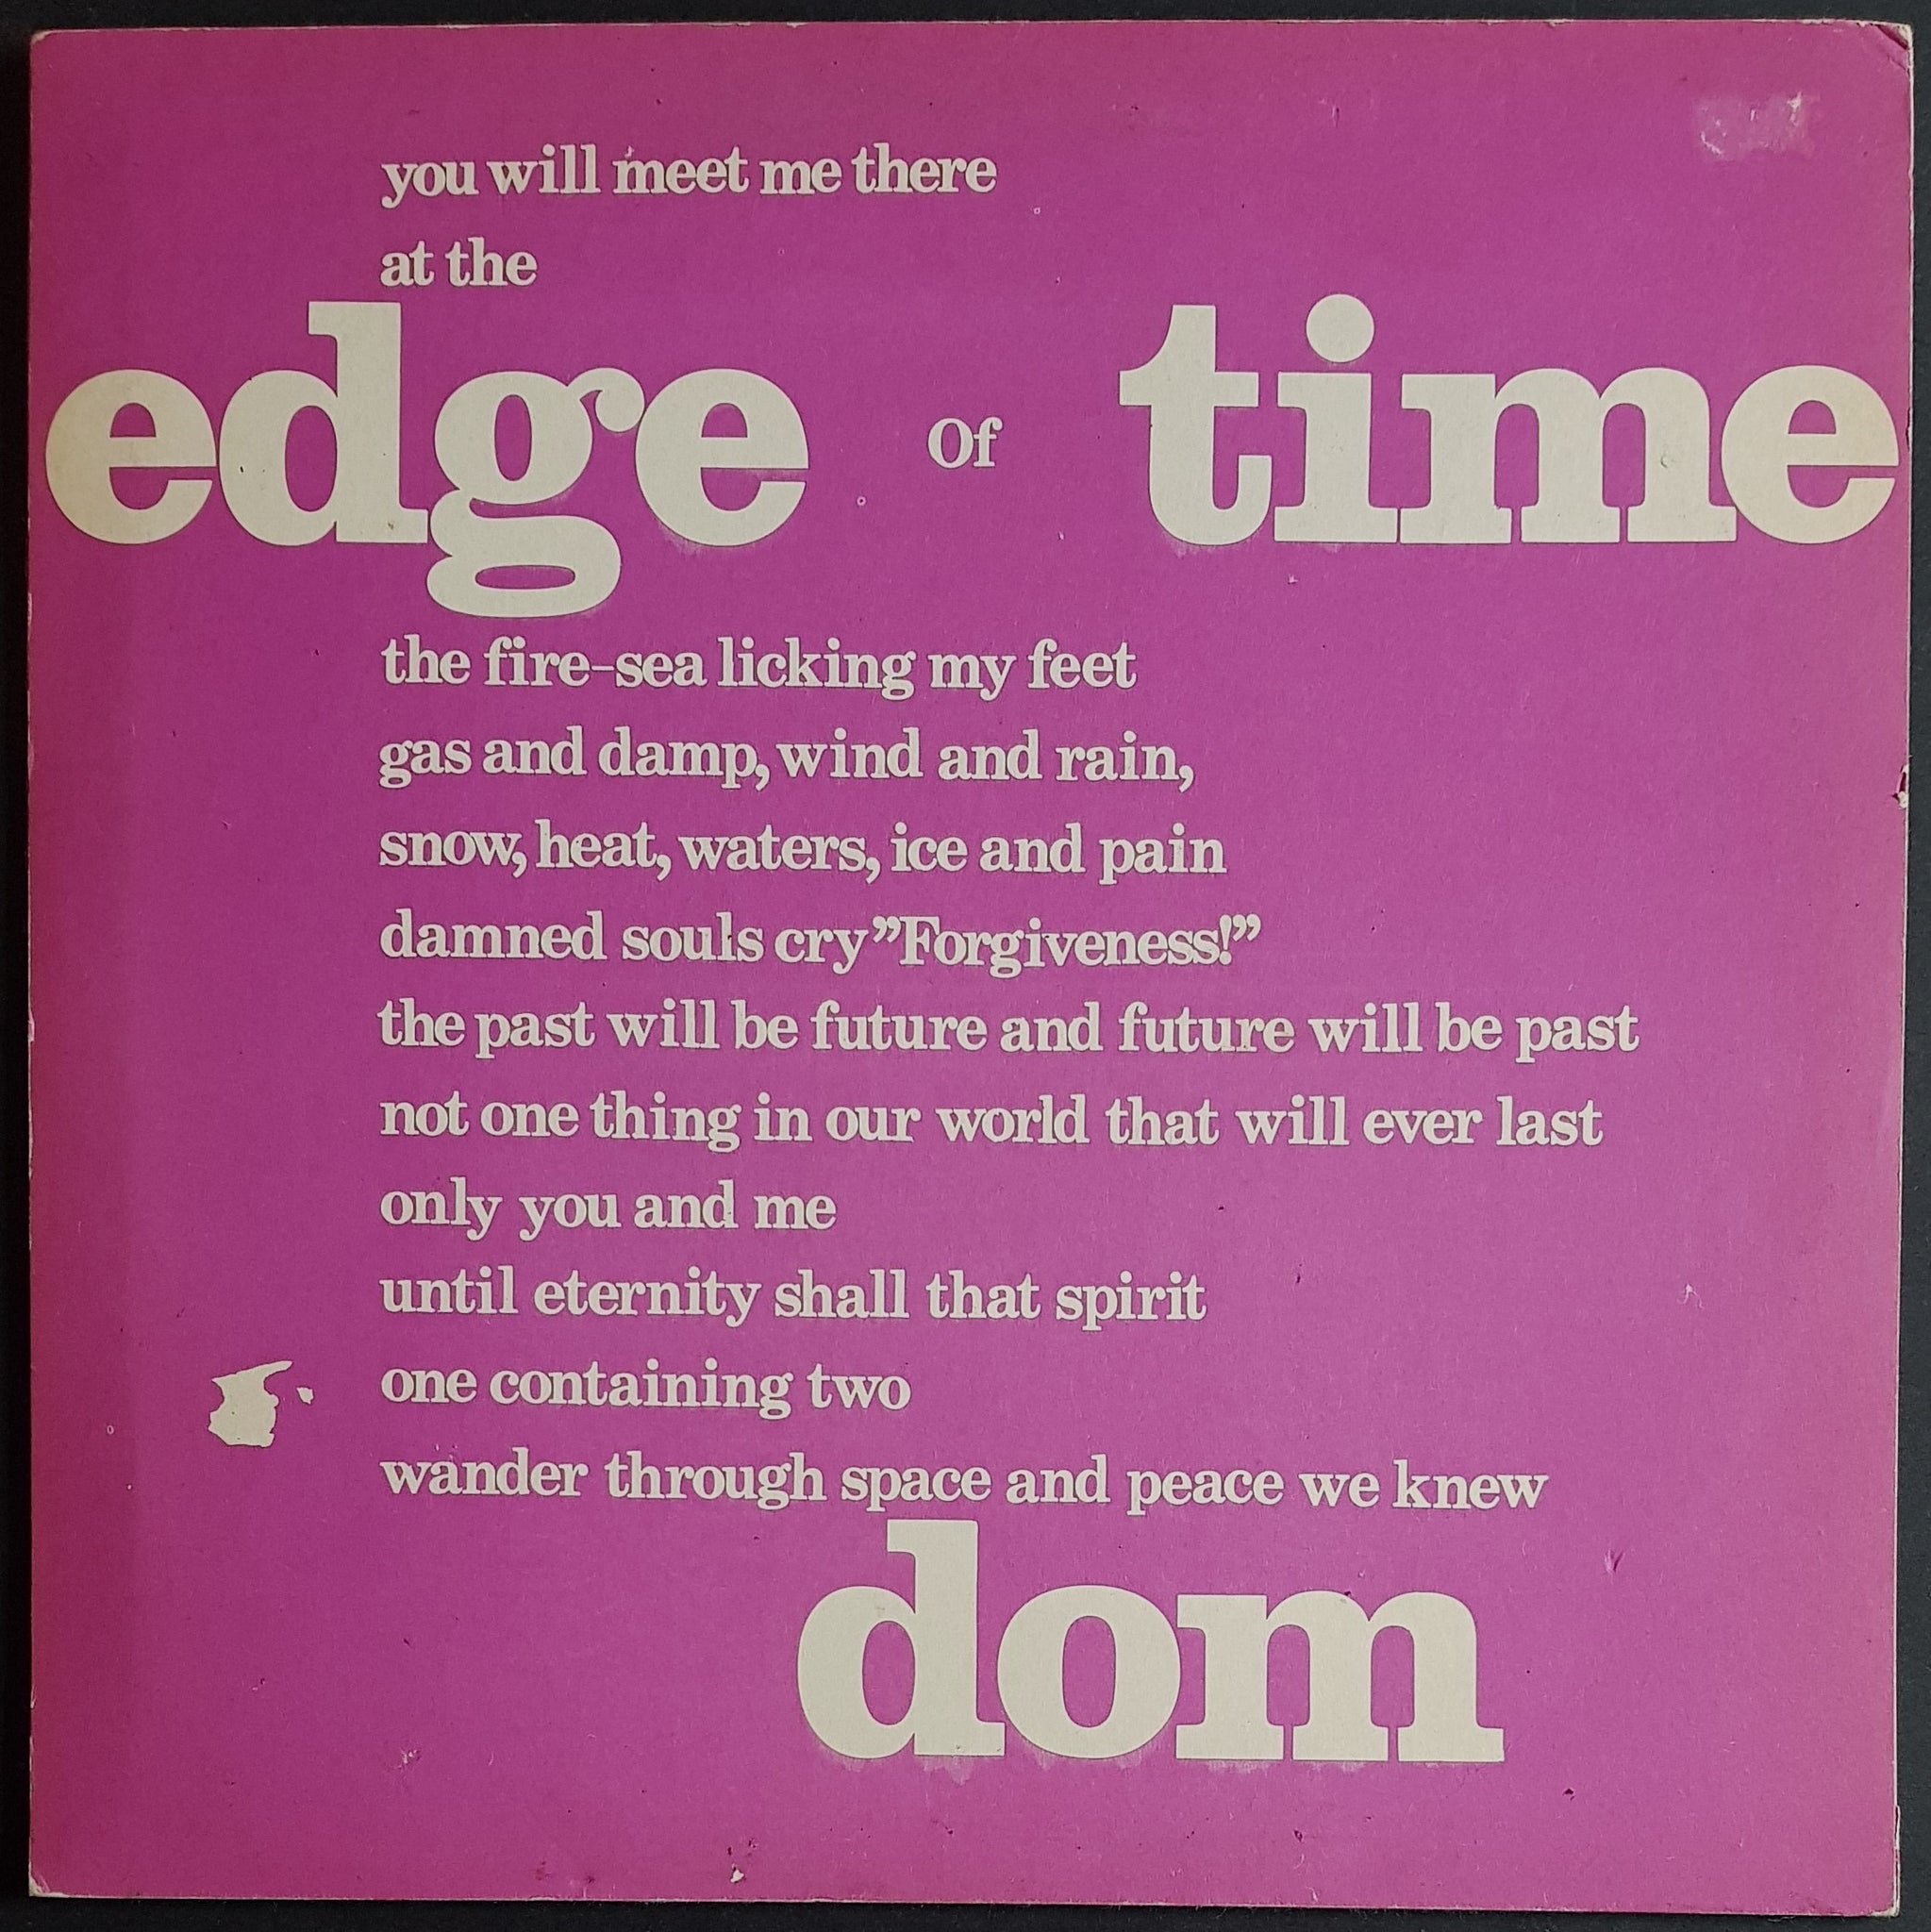 you will meet me there
at the
edge of time
the fire-sea licking my feet
gas and damp, wind and rain,
snow, heat, waters, ice and pain
damned souls cry ”Forgiveness!”
the past will be future and future will be past
not one thing in our world that will ever last
only you and me
until eternity shall that spirit
one containing two
wander through space and peace we knew
dom